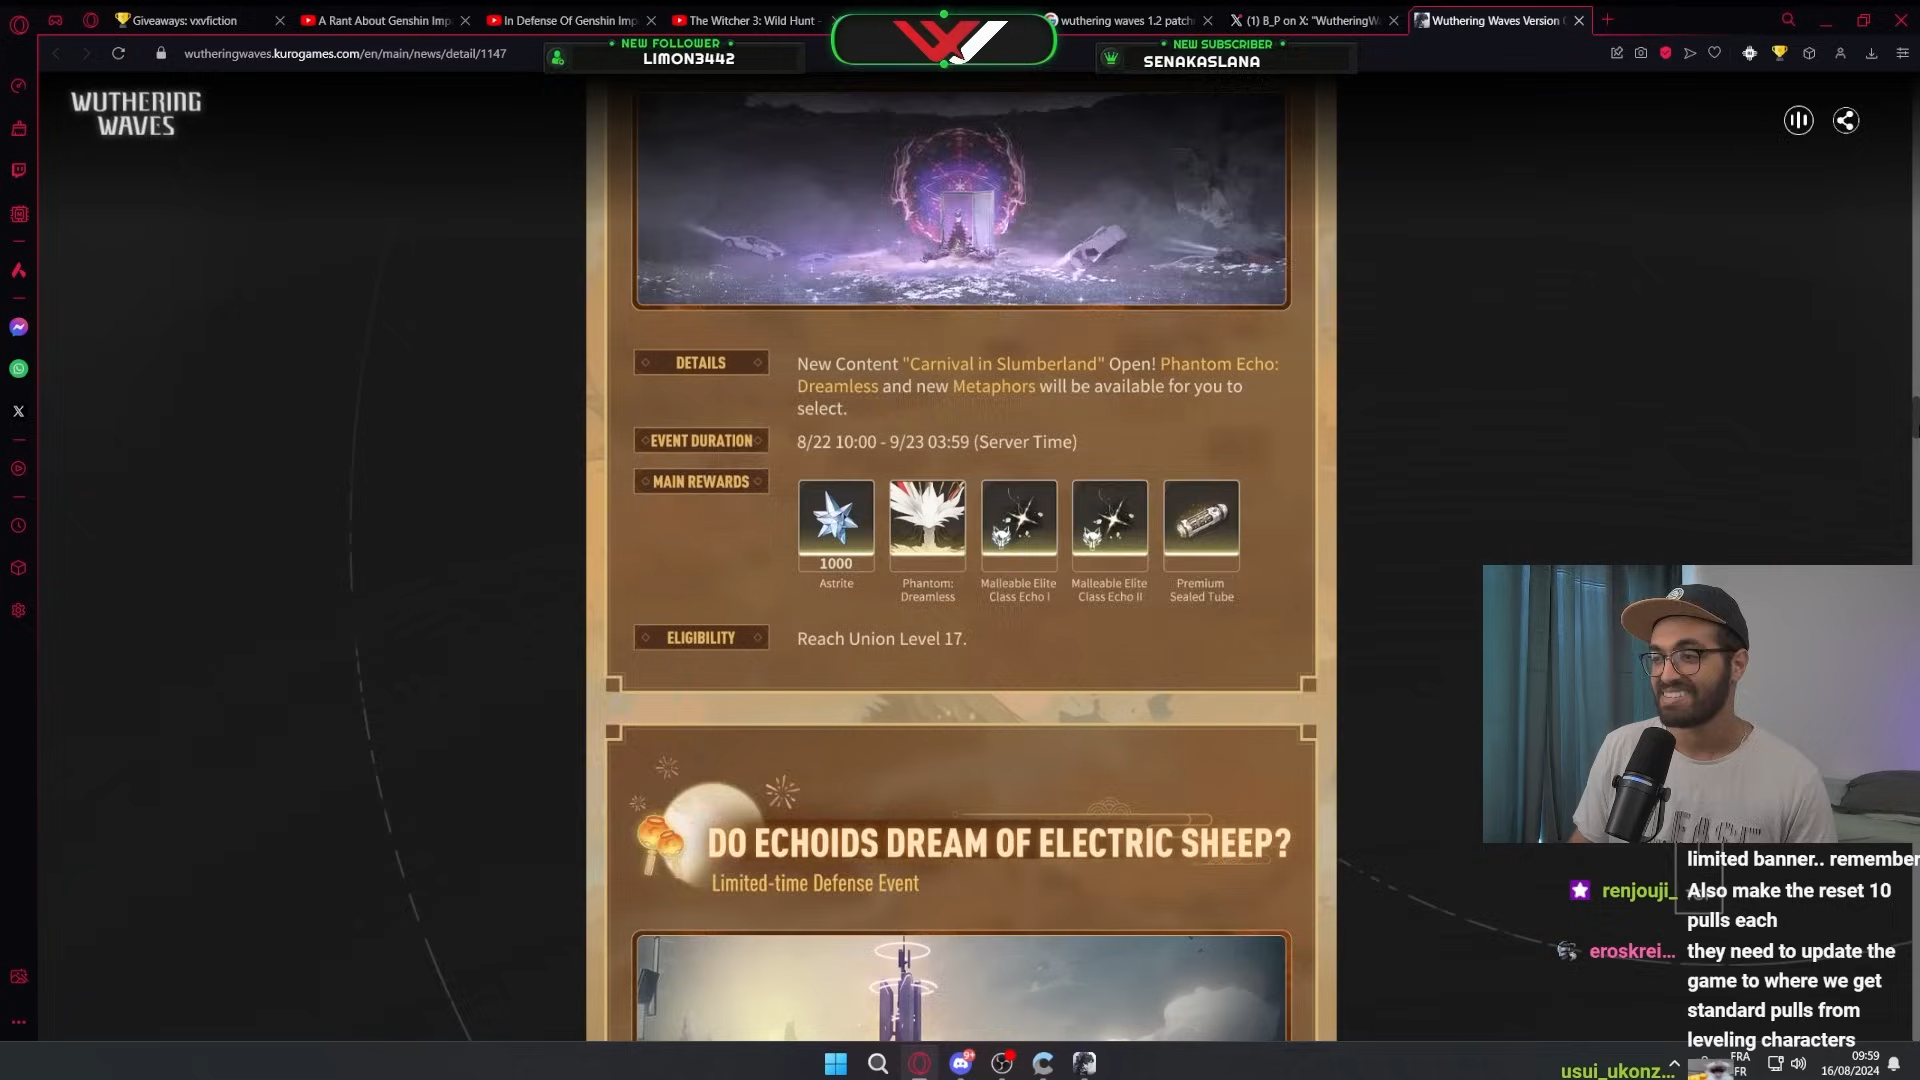 Giveaways: vxvfiction
A Rant About Genshin Imp
In Defense Of Genshin Imp
The Witcher 3: Wild Hunt -
wuthering waves 1.2 patch
(1) B_P on X: "WutheringW
Wuthering Waves Version
wutheringwaves.kurogames.com/en/main/news/detail/1147
NEW FOLLOWER
LIMON3442
NEW SUBSCRIBER
SENAKASLANA
WUTHERING
WAVES
DETAILS
New Content "Carnival in Slumberland" Open! Phantom Echo:
Dreamless and new Metaphors will be available for you to
select.
EVENT DURATION
8/22 10:00 - 9/23 03:59 (Server Time)
MAIN REWARDS
1000
Astrite
Phantom:
Dreamless
Malleable Elite
Class Echo I
Malleable Elite
Class Echo II
Premium
Sealed Tube
ELIGIBILITY
Reach Union Level 17.
DO ECHOIDS DREAM OF ELECTRIC SHEEP?
Limited-time Defense Event
limited banner.. remember
renjouji_ Also make the reset 10
pulls each
eroskrei... they need to update the
game to where we get
standard pulls from
leveling characters
usui_ukonz...
9+
FRA
FR
09:59
16/08/2024